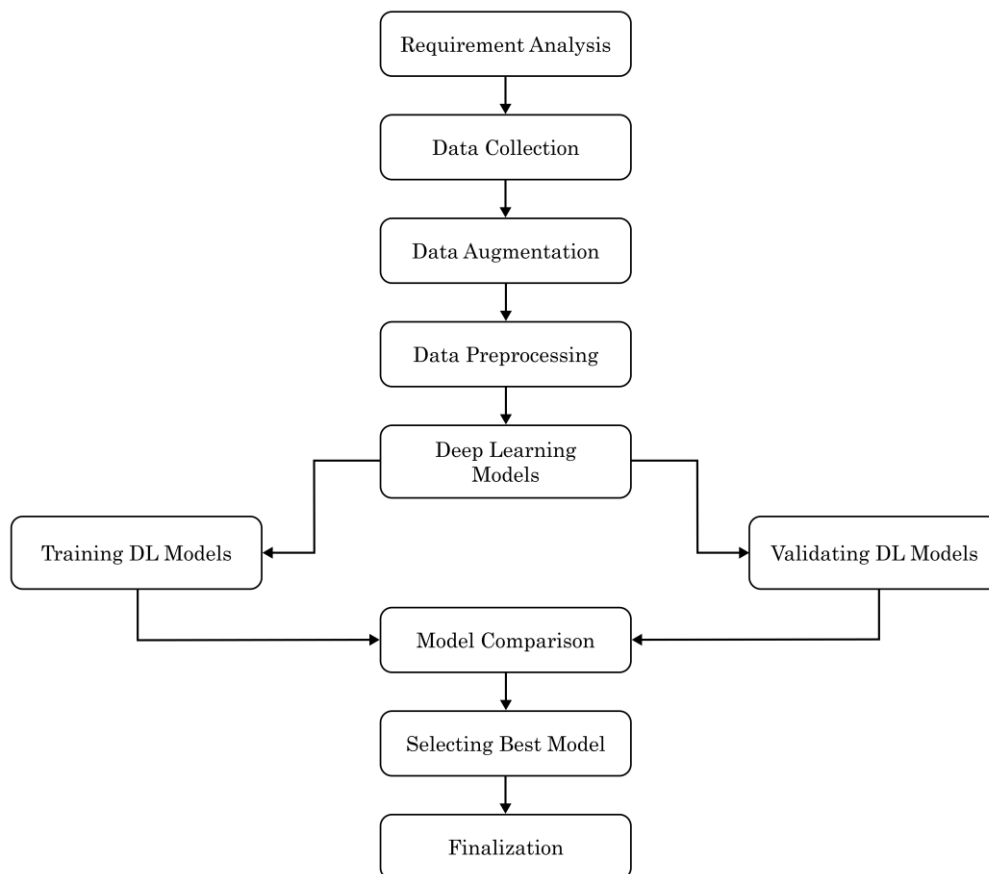 Requirement Analysis
Data Collection
Data Augmentation
Data Preprocessing
Deep Learning
Models
Training DL Models
Validating DL Models
Model Comparison
Selecting Best Model
Finalization